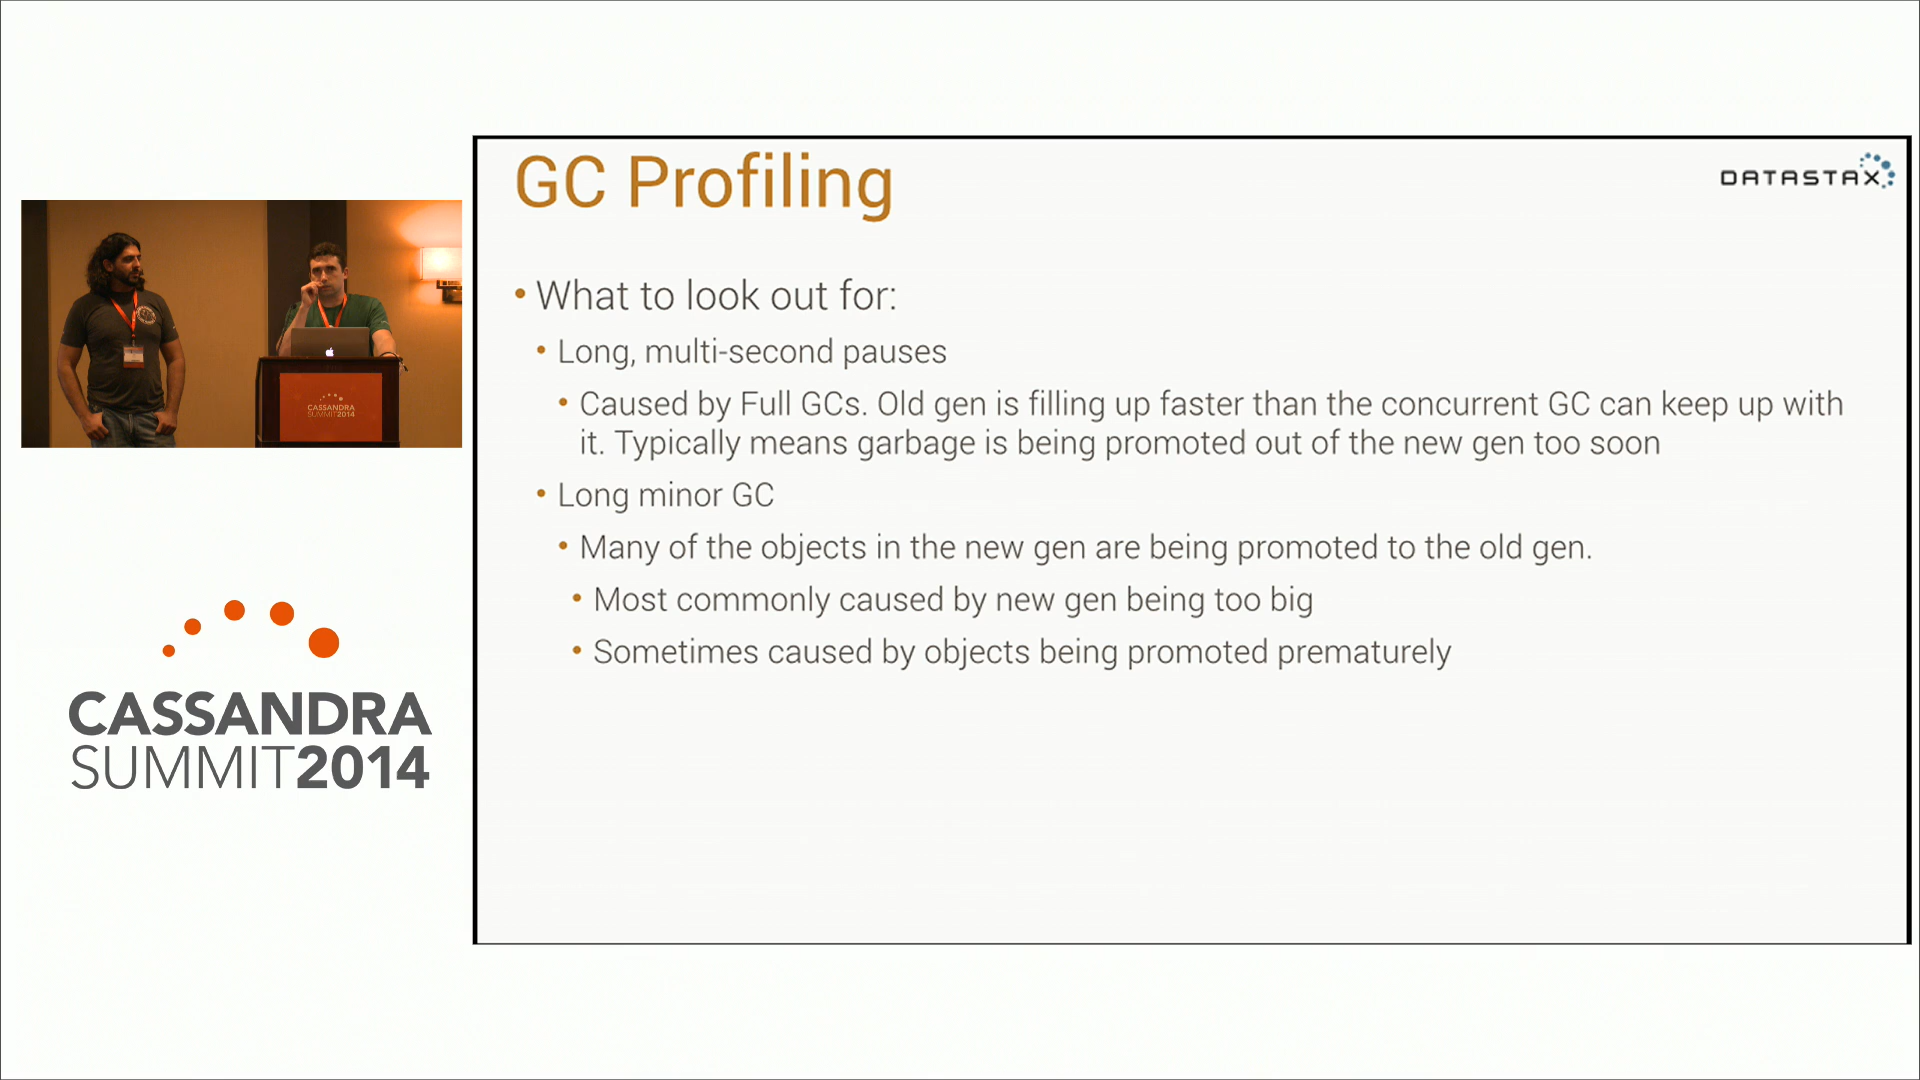 GC Profiling
DATASTAX
• What to look out for:
• Long, multi-second pauses
• Caused by Full GCs. Old gen is filling up faster than the concurrent GC can keep up with
it. Typically means garbage is being promoted out of the new gen too soon
• Long minor GC
• Many of the objects in the new gen are being promoted to the old gen.
• Most commonly caused by new gen being too big
• Sometimes caused by objects being promoted prematurely
CASSANDRA
SUMMIT2014
CASSANDRA
SUMMIT2014